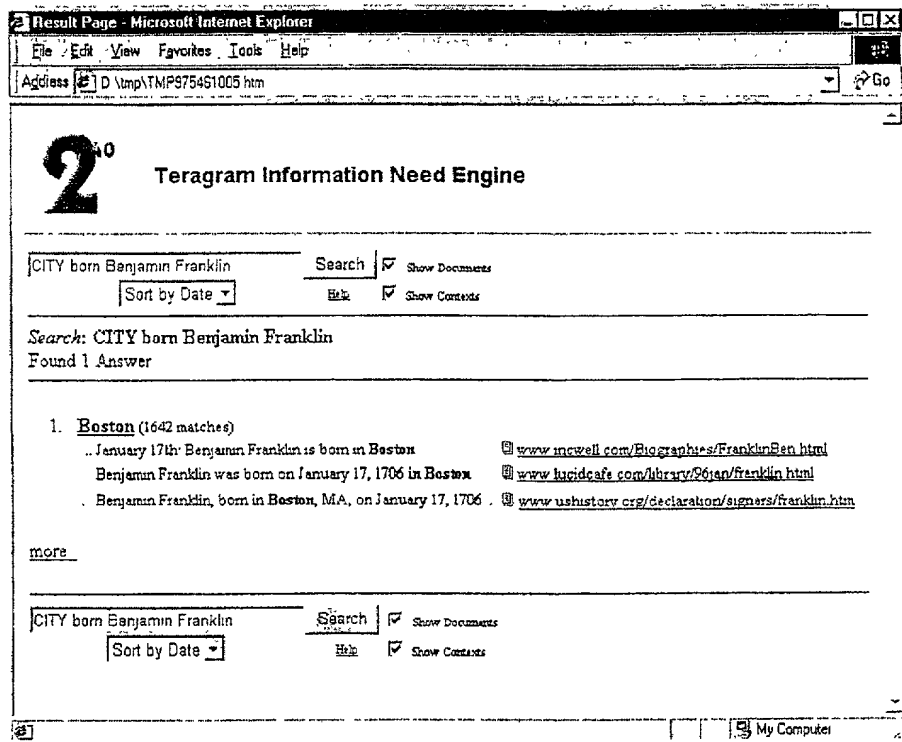 Result Page - Microsoft Internet Explorer
File Edit View Favorites Tools Help
Address D \tmp\TMP975461005 htm Go
2
Teragram Information Need Engine
CITY born Benjamin Franklin Search Show Documents
Sort by Date Help Show Contexts
Search: CITY born Benjamin Franklin
Found 1 Answer
1. Boston (1642 matches)
.. January 17th: Benjamin Franklin is born in Boston www incwell com/Biographies/FranklinBen html
Benjamin Franklin was born on January 17, 1706 in Boston www lucidcafe com/library/96jan/franklin html
. Benjamin Franklin, born in Boston, MA, on January 17, 1706 . www ushistory org/declaration/signers/franklin.htm
more
CITY born Benjamin Franklin Search Show Documents
Sort by Date Help Show Contexts
My Computer